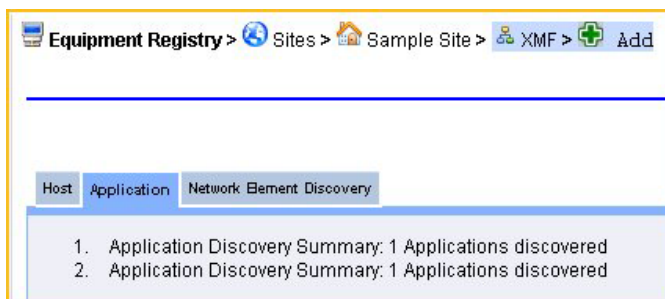 Equipment Registry > Sites > Sample Site > XMF > Add
Host Application Network Element Discovery
1. Application Discovery Summary: 1 Applications discovered
2. Application Discovery Summary: 1 Applications discovered